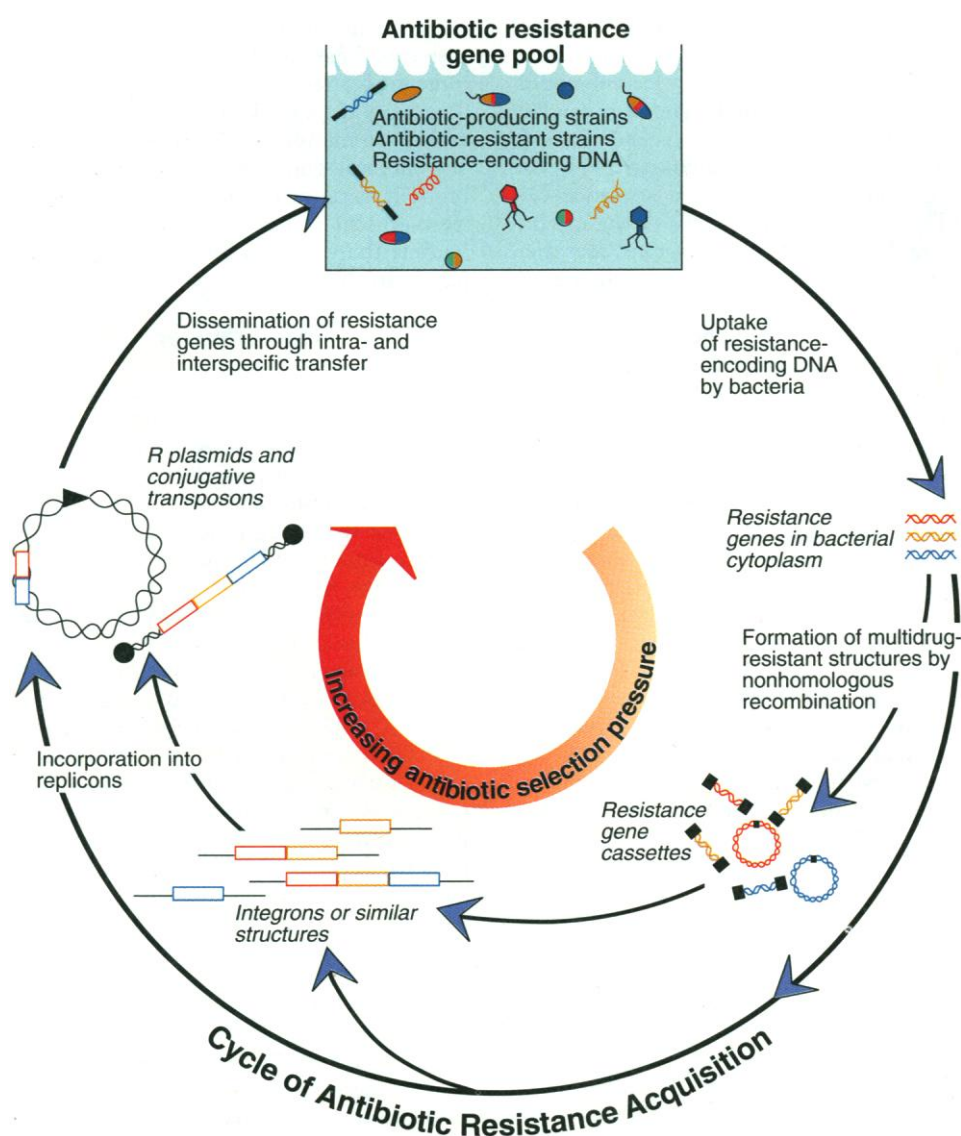 Antibiotic resistance
gene pool
Antibiotic-producing strains
Antibiotic-resistant strains
Resistance-encoding DNA
Dissemination of resistance
genes through intra- and
interspecific transfer
Uptake
of resistance-
encoding DNA
by bacteria
R plasmids and
conjugative
transposons
Resistance
genes in bacterial
cytoplasm
Formation of multidrug-
resistant structures by
nonhomologous
recombination
Increasing antibiotic selection pressure
Incorporation into
replicons
Resistance
gene
cassettes
Integrons or similar
structures
Cycle of Antibiotic Resistance Acquisition